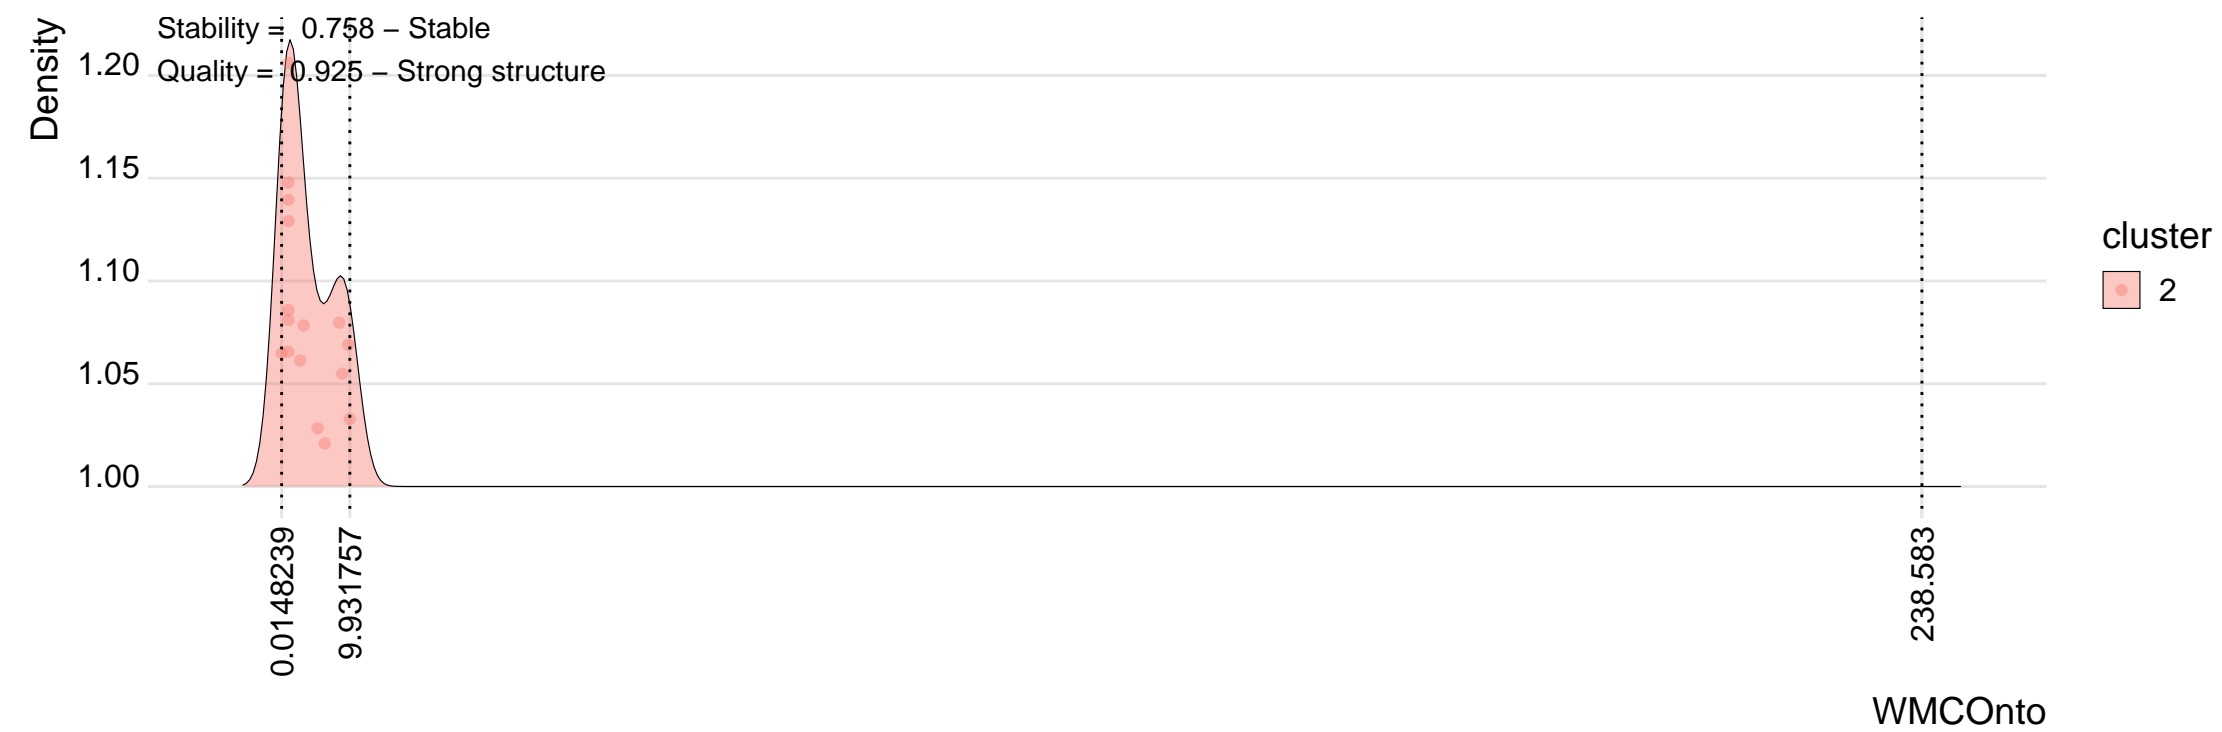 Stability = 0.758 − Stable
Quality = 0.925 − Strong structure
Density
1.20
1.15
1.10
1.05
1.00
0.0148239
9.931757
238.583
WMCOnto
cluster
2